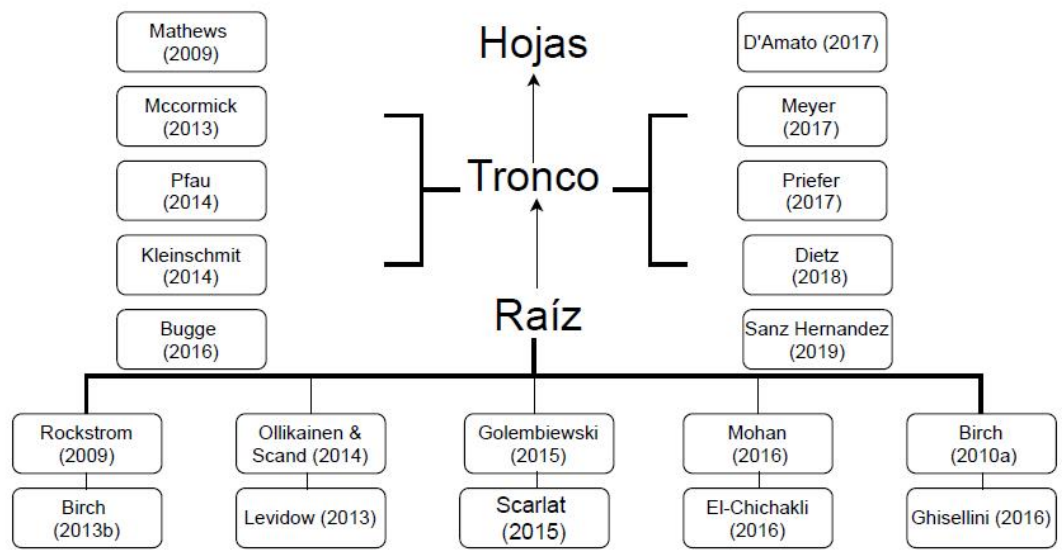 Mathews
(2009)
Mccormick
(2013)
Pfau
(2014)
Kleinschmit
(2014)
Bugge
(2016)
Hojas
Tronco
Raíz
D'Amato (2017)
Meyer
(2017)
Priefer
(2017)
Dietz
(2018)
Sanz Hernandez
(2019)
Rockstrom
(2009)
Ollikainen &
Scand (2014)
Golembiewski
(2015)
Mohan
(2016)
Birch
(2010a)
Birch
(2013b)
Levidow (2013)
Scarlat
(2015)
El-Chichakli
(2016)
Ghisellini (2016)